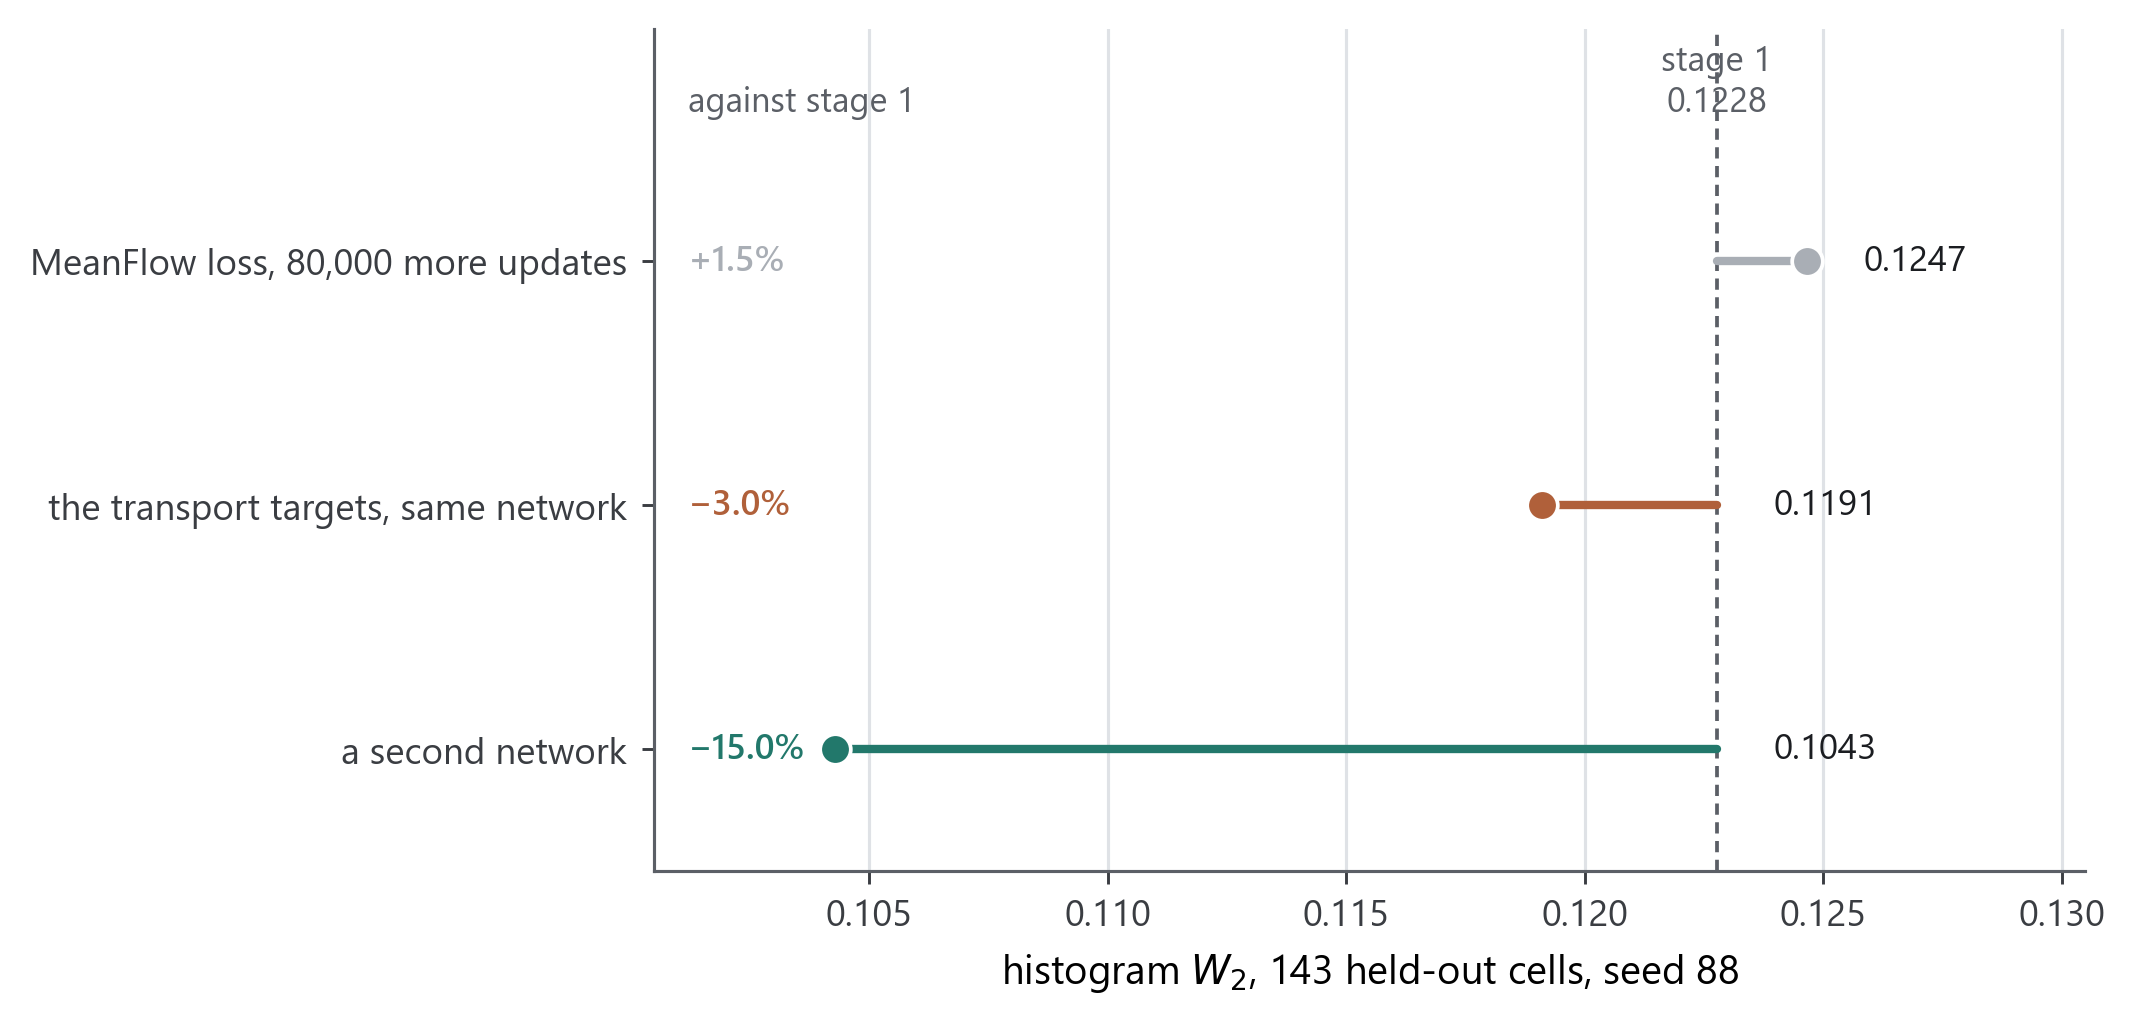 stage 1
against stage 1 0.1228
MeanFlow loss, 80,000 more updates +1.5% 0.1247
the transport targets, same network −3.0% 0.1191
a second network −15.0% 0.1043
0.105 0.110 0.115 0.120 0.125 0.130
histogram W₂, 143 held-out cells, seed 88